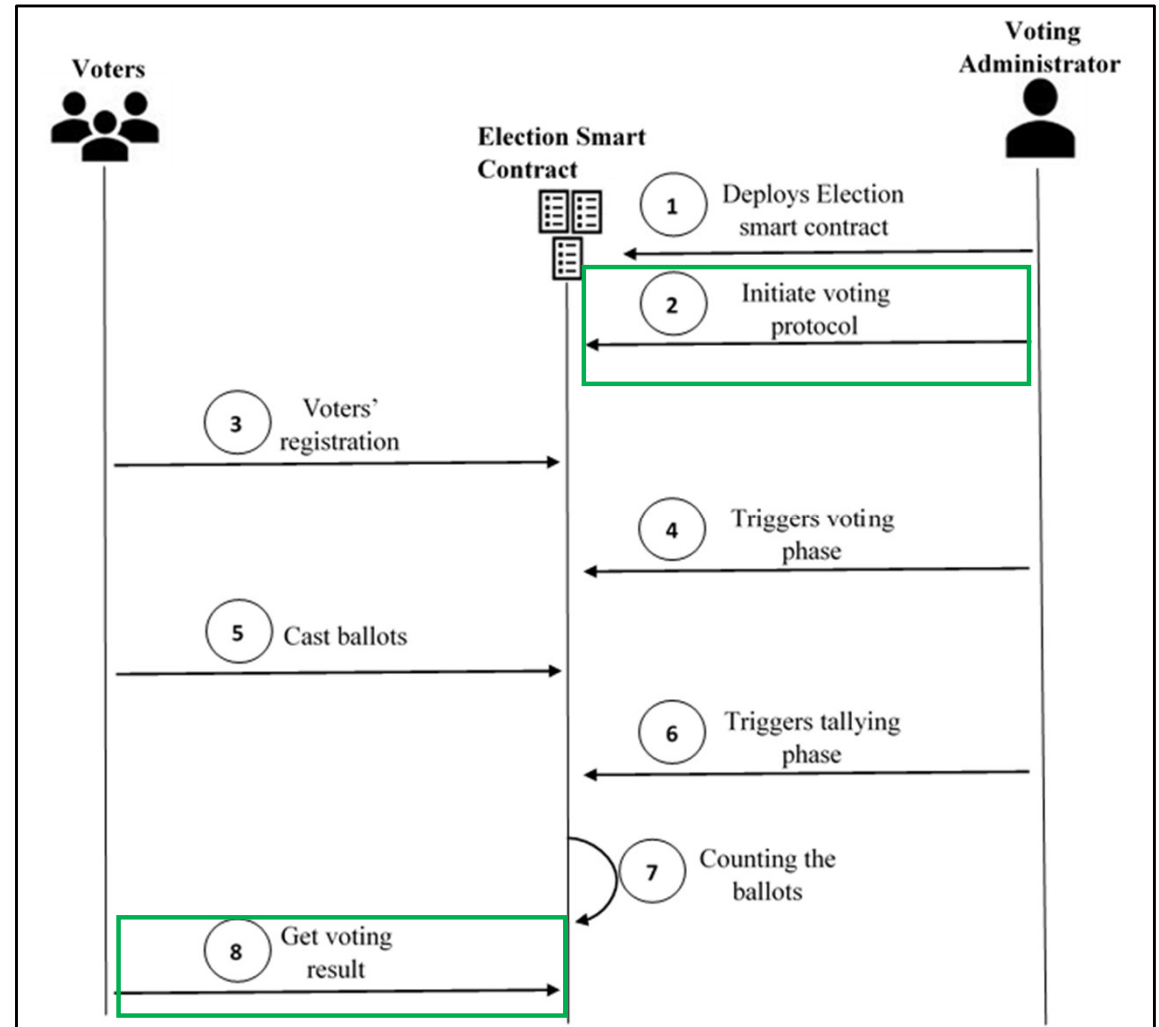 Voters
Voting
Administrator
Election Smart
Contract
1
Deploys Election
smart contract
2
Initiate voting
protocol
3
Voters’
registration
4
Triggers voting
phase
5
Cast ballots
6
Triggers tallying
phase
7
Counting the
ballots
8
Get voting
result